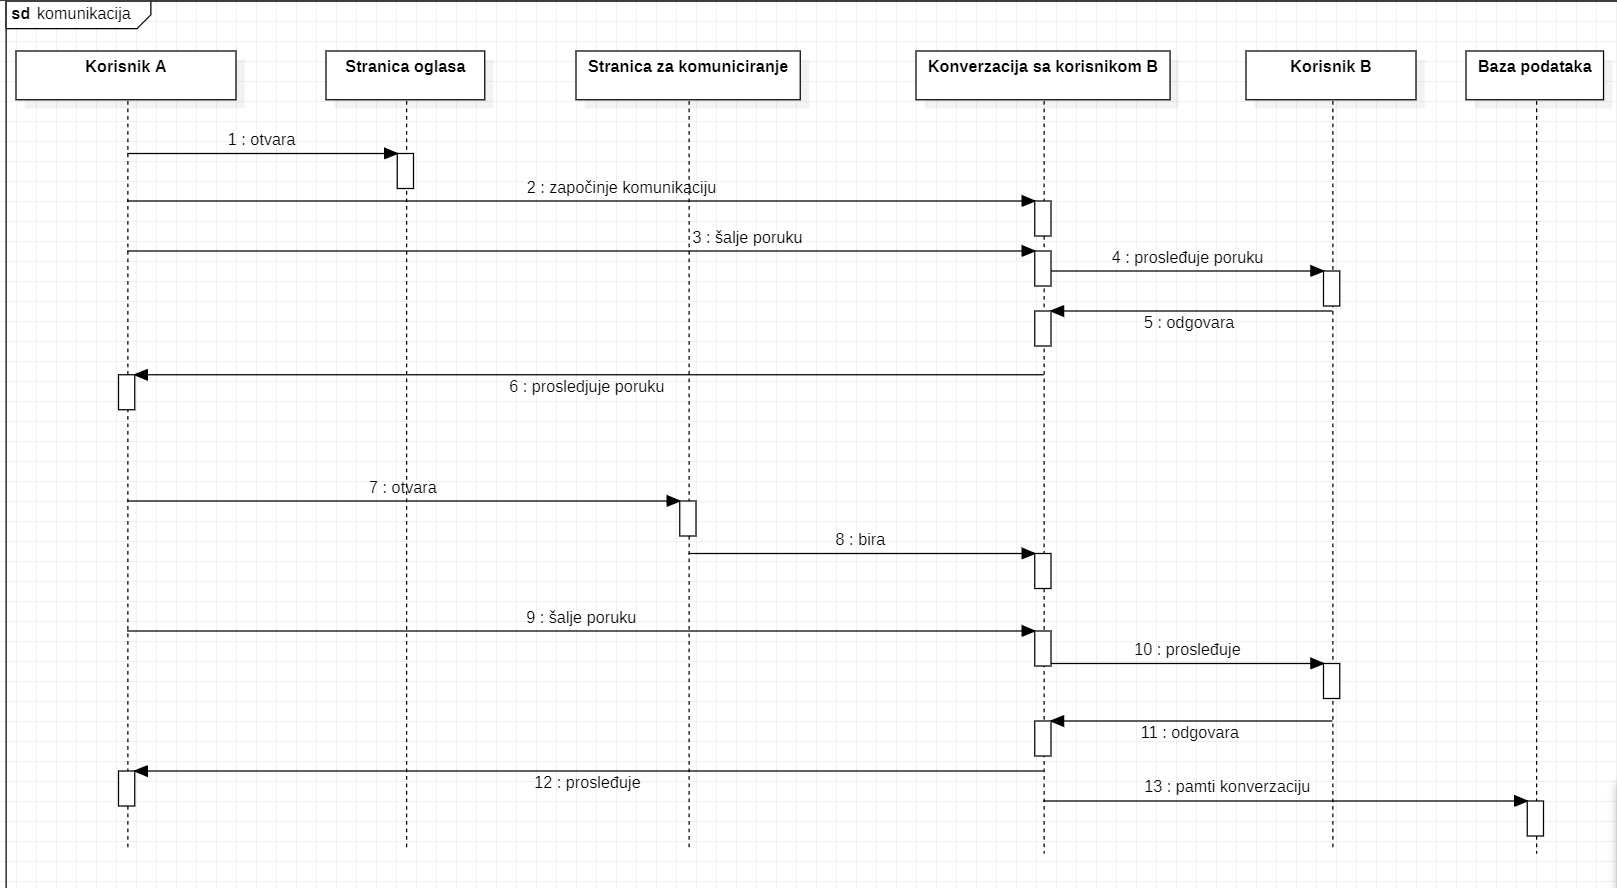 sd komunikacija
Korisnik A
Stranica oglasa
Stranica za komuniciranje
Konverzacija sa korisnikom B
Korisnik B
Baza podataka
1 : otvara
2 : započinje komunikaciju
3 : šalje poruku
4 : prosleđuje poruku
5 : odgovara
6 : prosledjuje poruku
7 : otvara
8 : bira
9 : šalje poruku
10 : prosleđuje
11 : odgovara
12 : prosleđuje
13 : pamti konverzaciju